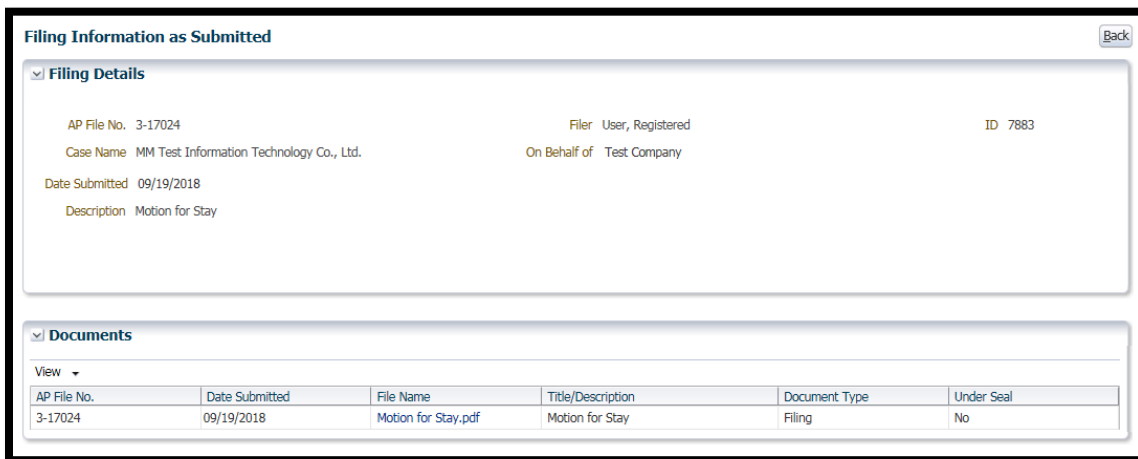 Filing Information as Submitted Back
Filing Details
AP File No. 3-17024 Filer User, Registered ID 7883
Case Name MM Test Information Technology Co., Ltd. On Behalf of Test Company
Date Submitted 09/19/2018
Description Motion for Stay
Documents
View
AP File No. Date Submitted File Name Title/Description Document Type Under Seal
3-17024 09/19/2018 Motion for Stay.pdf Motion for Stay Filing No